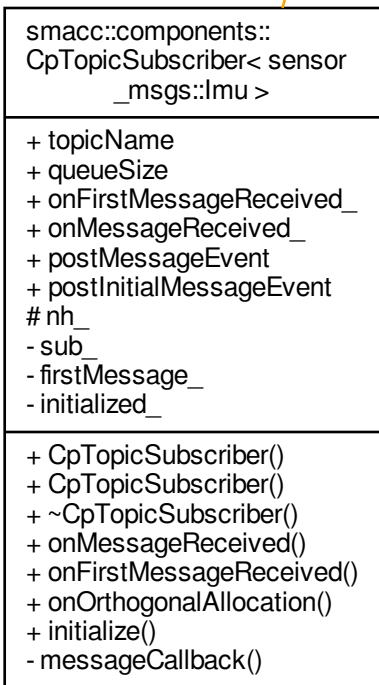 smacc::components::
CpTopicSubscriber< sensor
_msgs::Imu >
+ topicName
+ queueSize
+ onFirstMessageReceived_
+ onMessageReceived_
+ postMessageEvent
+ postInitialMessageEvent
# nh_
- sub_
- firstMessage_
- initialized_
+ CpTopicSubscriber()
+ CpTopicSubscriber()
+ ~CpTopicSubscriber()
+ onMessageReceived()
+ onFirstMessageReceived()
+ onOrthogonalAllocation()
+ initialize()
- messageCallback()